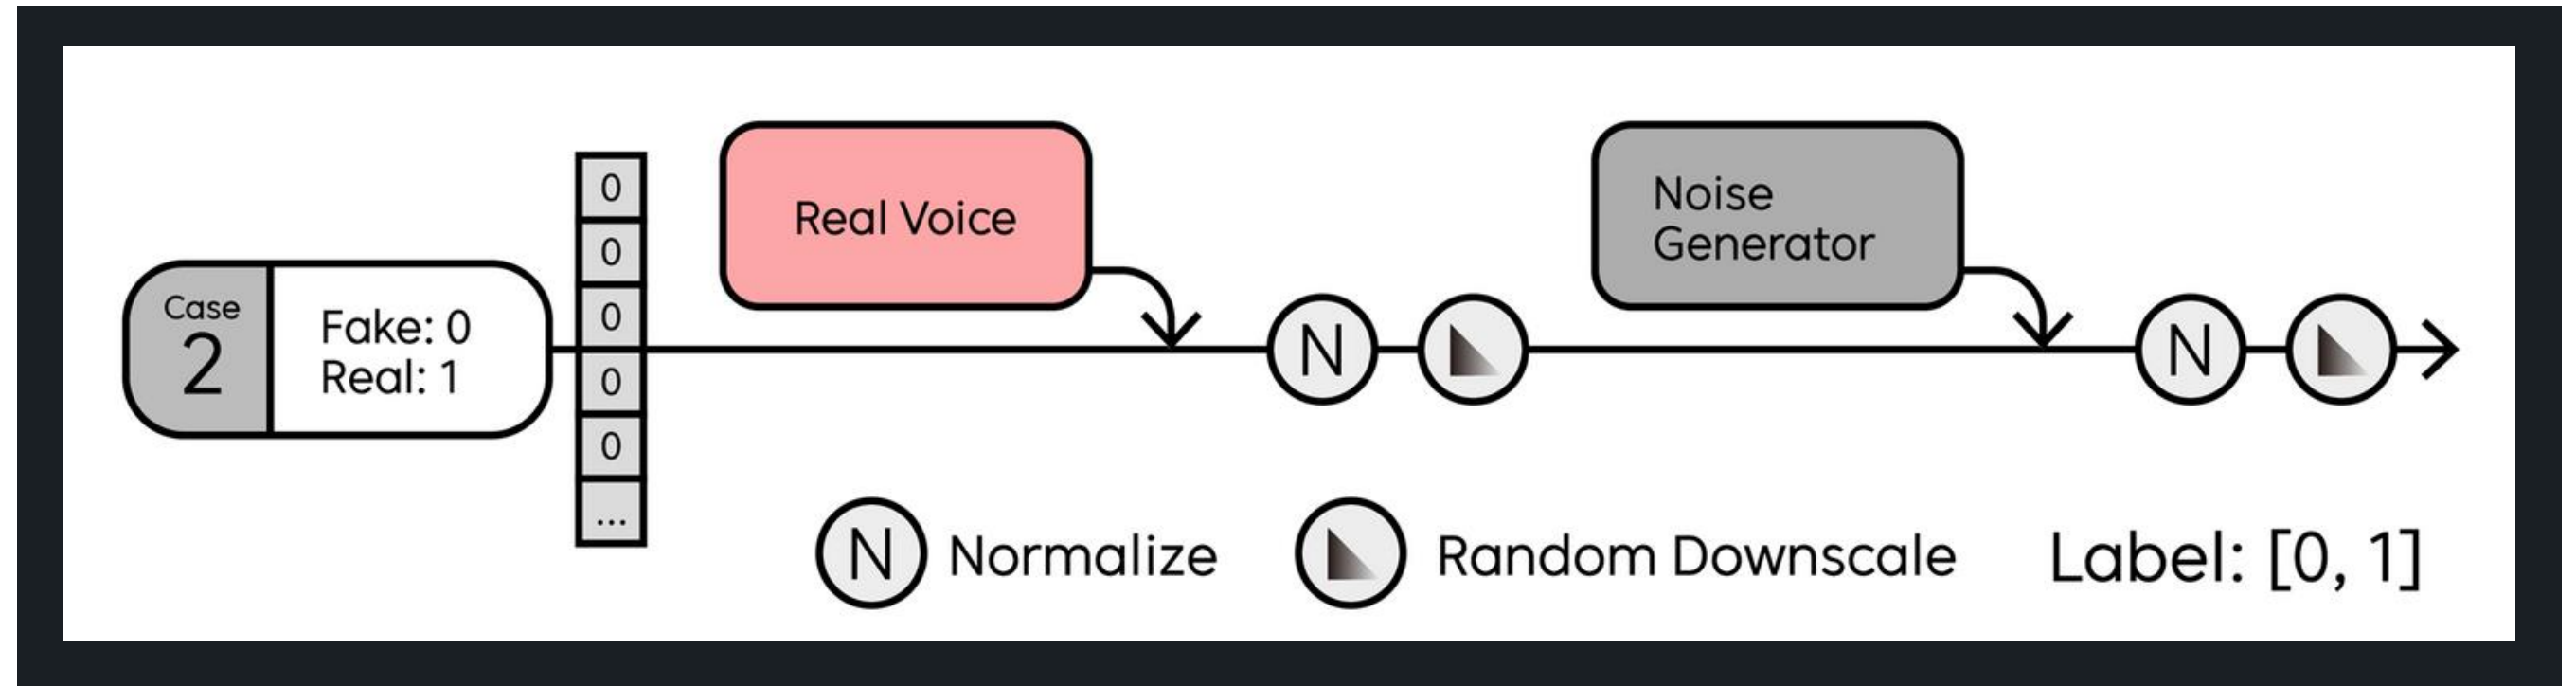 Case
2
Fake: 0
Real: 1
0
0
0
0
0
...
Real Voice
N
Noise
Generator
N
N Normalize
Random Downscale
Label: [0, 1]